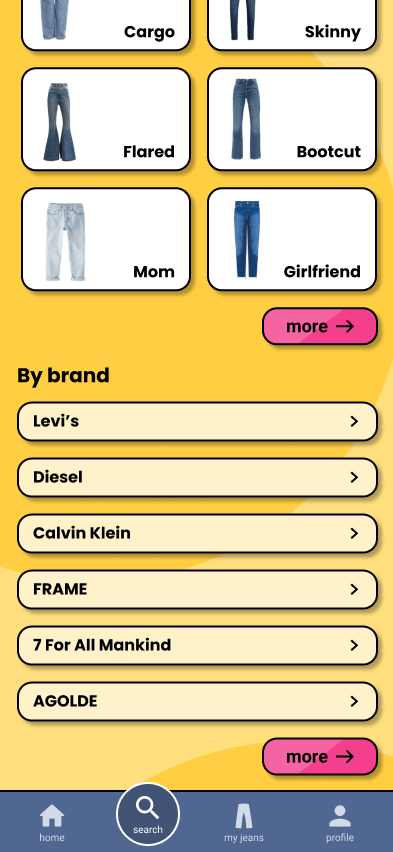 Cargo
Skinny
Flared
Bootcut
Mom
Girlfriend
more
By brand
Levi’s
Diesel
Calvin Klein
FRAME
7 For All Mankind
AGOLDE
more
home
search
my jeans
profile